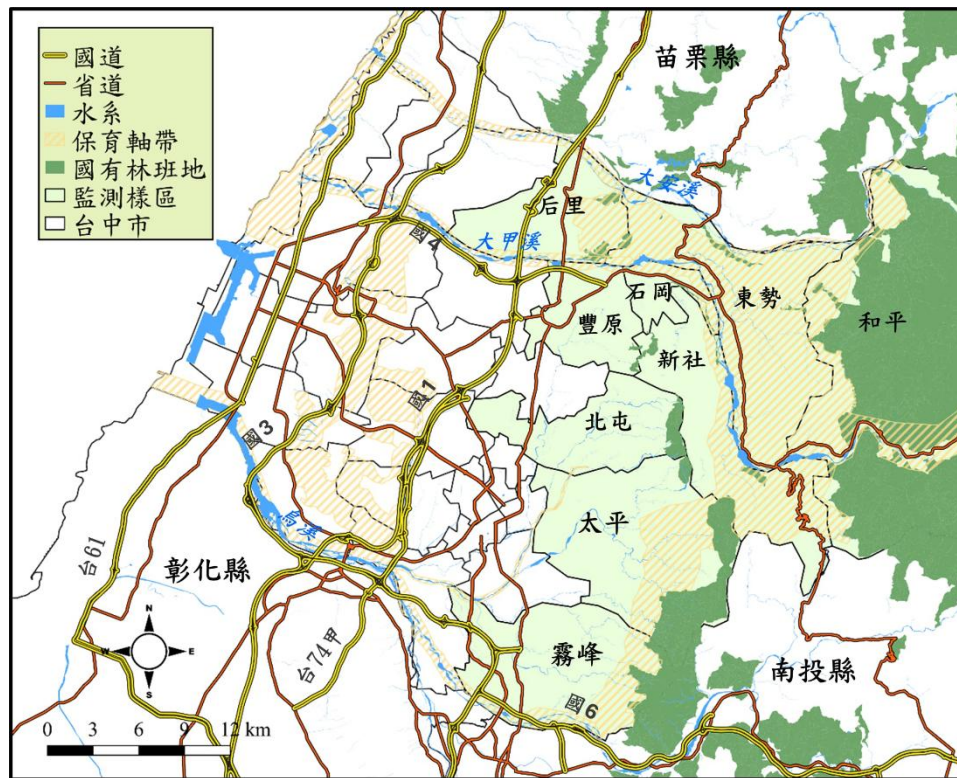 國道
省道
水系
保育軸帶
國有林班地
監測樣區
台中市
苗栗縣
大安溪
后里
國4
大甲溪
石岡
東勢
豐原
和平
新社
國1
北屯
國3
太平
烏溪
台61
彰化縣
霧峰
台74甲
南投縣
國6
N
W
E
S
0 3 6 9 12 km